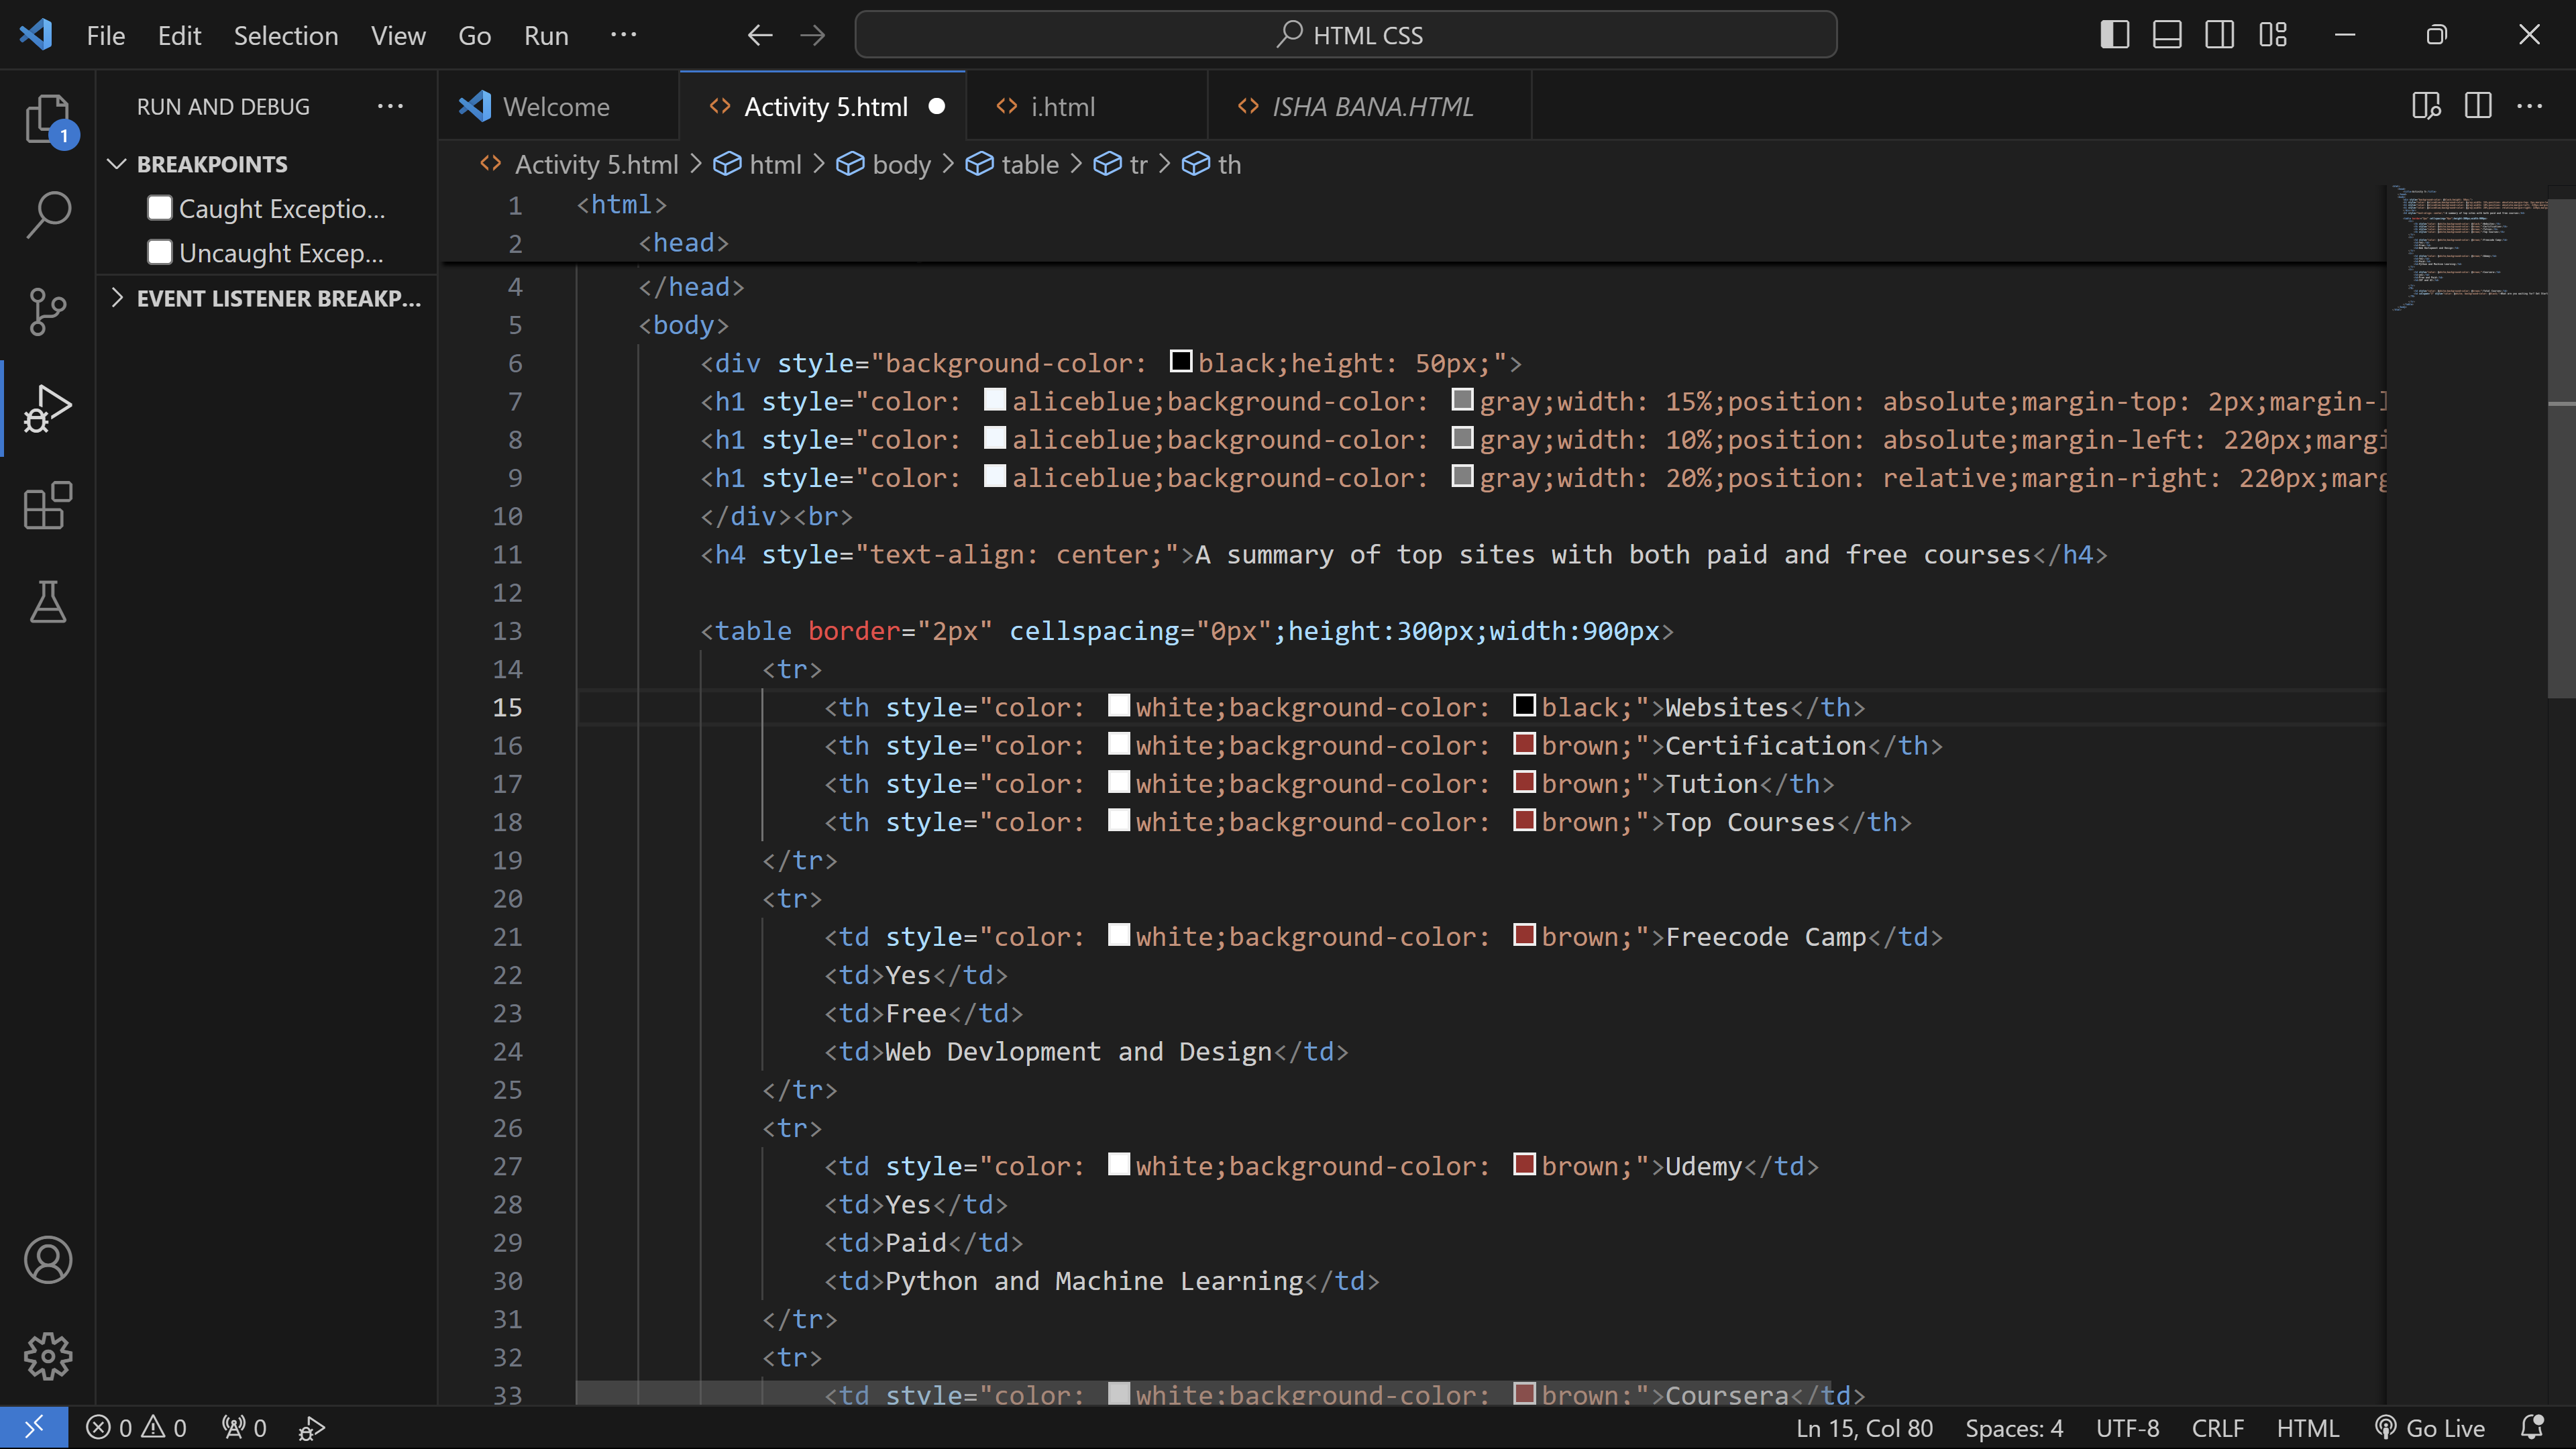 File Edit Selection View Go Run ··· HTML CSS
RUN AND DEBUG ···
BREAKPOINTS
Caught Exceptio...
Uncaught Excep...
EVENT LISTENER BREAKP...
1
Welcome Activity 5.html i.html ISHA BANA.HTML
Activity 5.html > html > body > table > tr > th
1 <html>
2 <head>
4 </head>
5 <body>
6 <div style="background-color: black;height: 50px;">
7 <h1 style="color: aliceblue;background-color: gray;width: 15%;position: absolute;margin-top: 2px;margin-l
8 <h1 style="color: aliceblue;background-color: gray;width: 10%;position: absolute;margin-left: 220px;margi
9 <h1 style="color: aliceblue;background-color: gray;width: 20%;position: relative;margin-right: 220px;marg
10 </div><br>
11 <h4 style="text-align: center;">A summary of top sites with both paid and free courses</h4>
12
13 <table border="2px" cellspacing="0px";height:300px;width:900px>
14 <tr>
15 <th style="color: white;background-color: black;">Websites</th>
16 <th style="color: white;background-color: brown;">Certification</th>
17 <th style="color: white;background-color: brown;">Tution</th>
18 <th style="color: white;background-color: brown;">Top Courses</th>
19 </tr>
20 <tr>
21 <td style="color: white;background-color: brown;">Freecode Camp</td>
22 <td>Yes</td>
23 <td>Free</td>
24 <td>Web Devlopment and Design</td>
25 </tr>
26 <tr>
27 <td style="color: white;background-color: brown;">Udemy</td>
28 <td>Yes</td>
29 <td>Paid</td>
30 <td>Python and Machine Learning</td>
31 </tr>
32 <tr>
33 <td style="color: white;background-color: brown;">Coursera</td>
0 0 0 Ln 15, Col 80 Spaces: 4 UTF-8 CRLF HTML Go Live